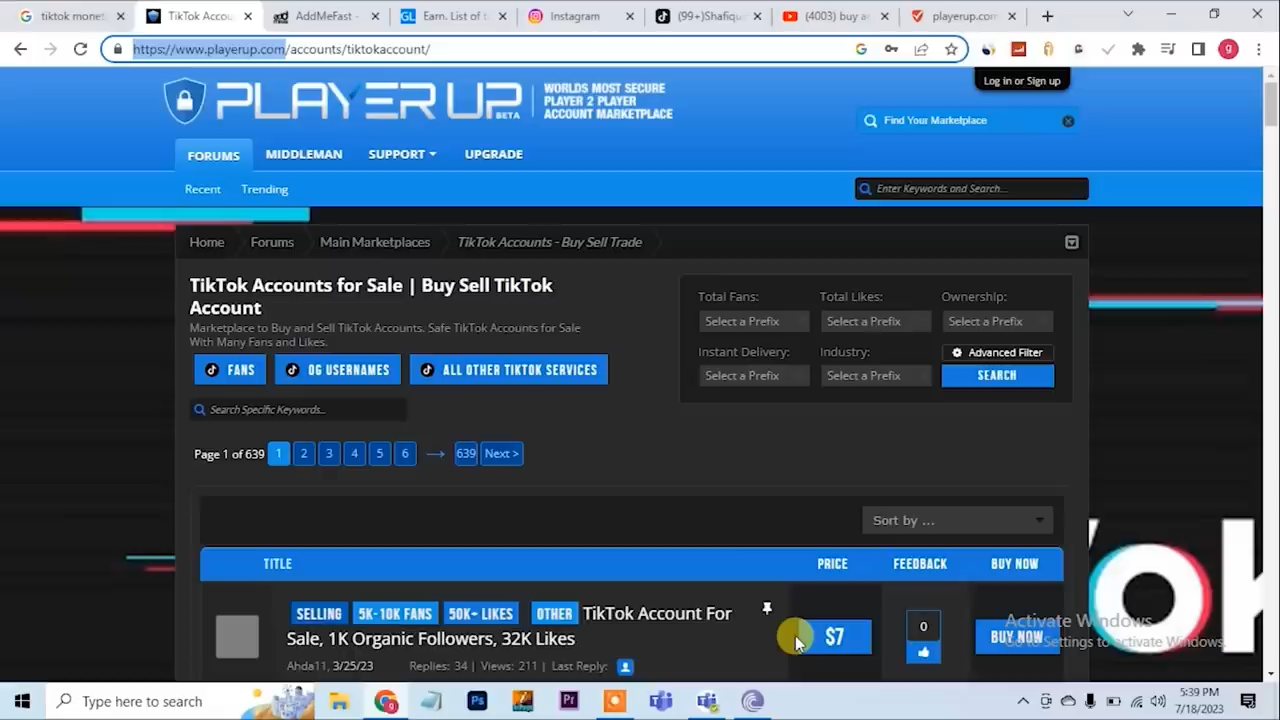 tiktok monet
TikTok Accou
AddMeFast -
GL Earn. List of t
Instagram
(99+)Shafiqu
(4003) buy a
playerup.com
https://www.playerup.com/accounts/tiktokaccount/
g
Log in or Sign up
PLAYER UP
BETA
WORLDS MOST SECURE
PLAYER 2 PLAYER
ACCOUNT MARKETPLACE
Find Your Marketplace
FORUMS MIDDLEMAN SUPPORT UPGRADE
Recent Trending
Enter Keywords and Search...
Home Forums Main Marketplaces TikTok Accounts - Buy Sell Trade
TikTok Accounts for Sale | Buy Sell TikTok
Account
Marketplace to Buy and Sell TikTok Accounts. Safe TikTok Accounts for Sale
With Many Fans and Likes.
FANS OG USERNAMES ALL OTHER TIKTOK SERVICES
Search Specific Keywords...
Total Fans: Total Likes: Ownership:
Select a Prefix Select a Prefix Select a Prefix
Instant Delivery: Industry: Advanced Filter
Select a Prefix Select a Prefix SEARCH
Page 1 of 639 1 2 3 4 5 6 → 639 Next >
Sort by ...
TITLE PRICE FEEDBACK BUY NOW
SELLING 5K-10K FANS 50K+ LIKES OTHER TikTok Account For
Sale, 1K Organic Followers, 32K Likes
Ahda11, 3/25/23 Replies: 34 | Views: 211 | Last Reply:
$7
0
BUY NOW
Activate Windows
Go to Settings to activate Windows.
Type here to search
Ps
Pr
5:39 PM
7/18/2023